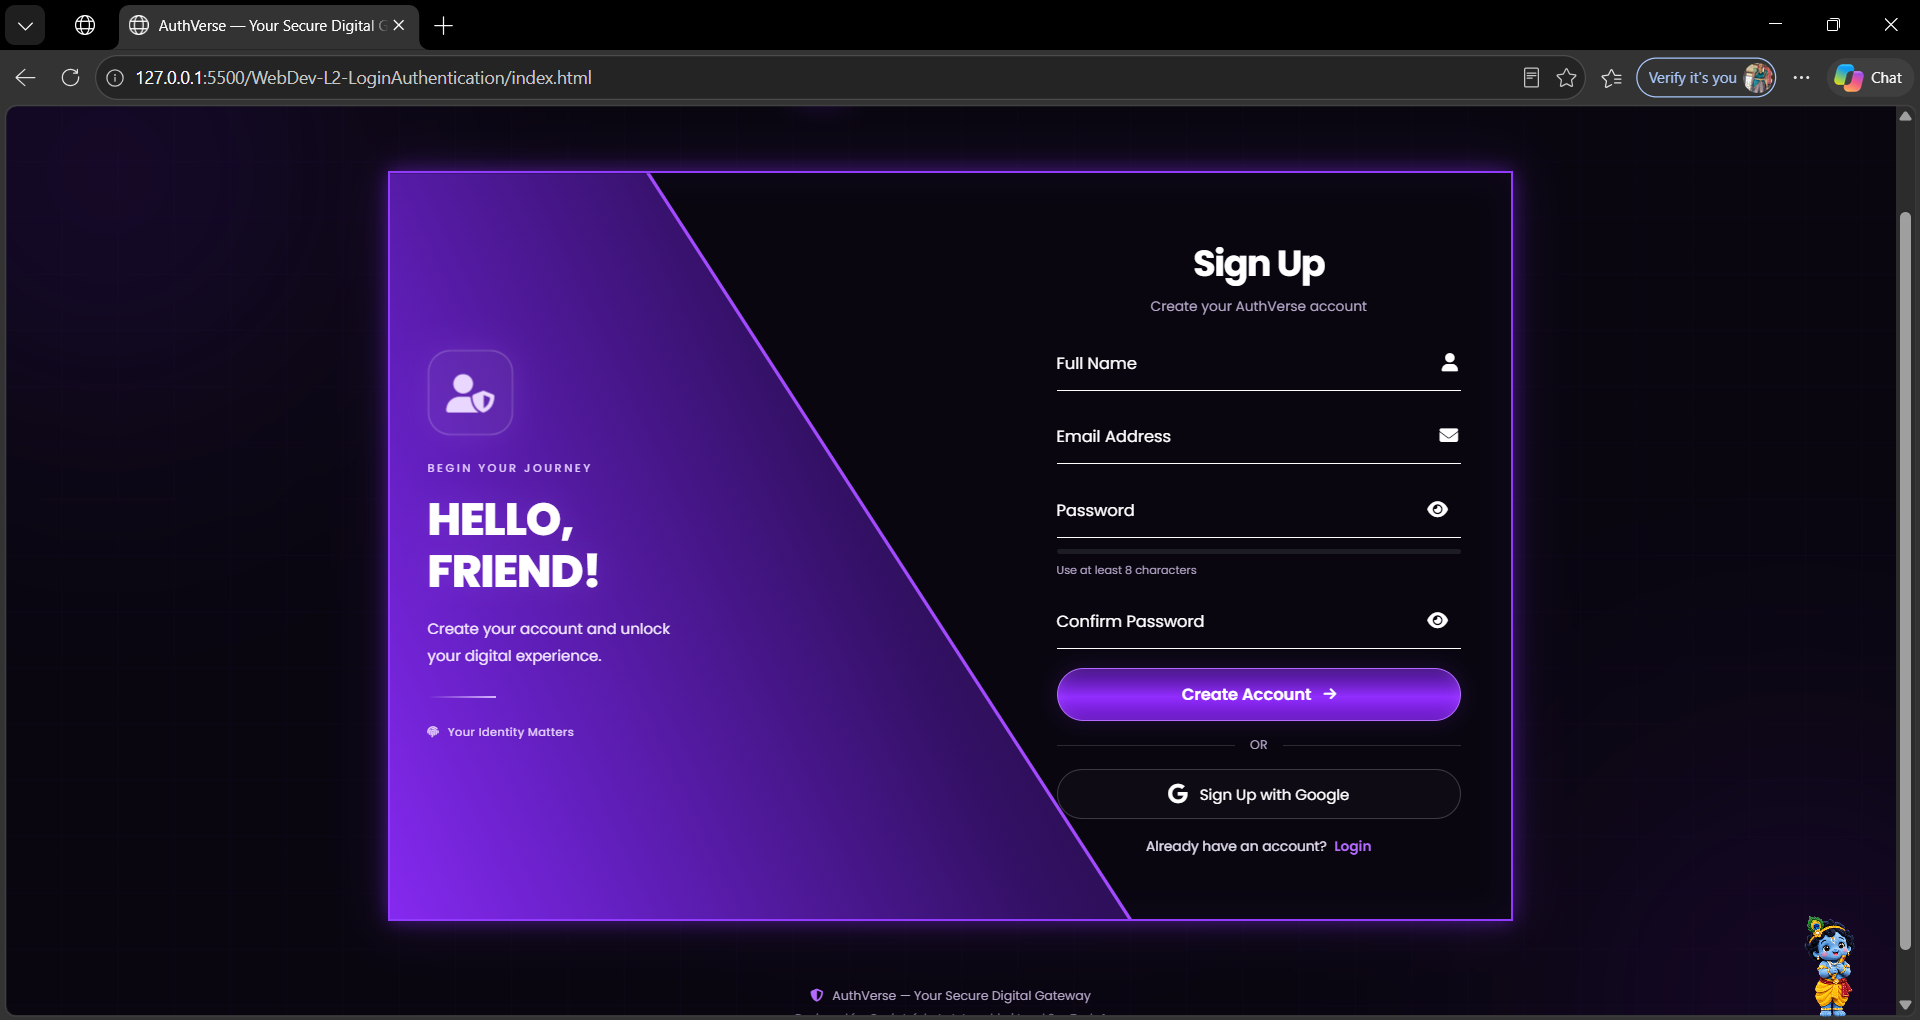 AuthVerse — Your Secure Digital G
127.0.0.1:5500/WebDev-L2-LoginAuthentication/index.html
Verify it's you
Chat
BEGIN YOUR JOURNEY
HELLO,
FRIEND!
Create your account and unlock
your digital experience.
Your Identity Matters
Sign Up
Create your AuthVerse account
Full Name
Email Address
Password
Use at least 8 characters
Confirm Password
Create Account
OR
Sign Up with Google
Already have an account? Login
AuthVerse — Your Secure Digital Gateway